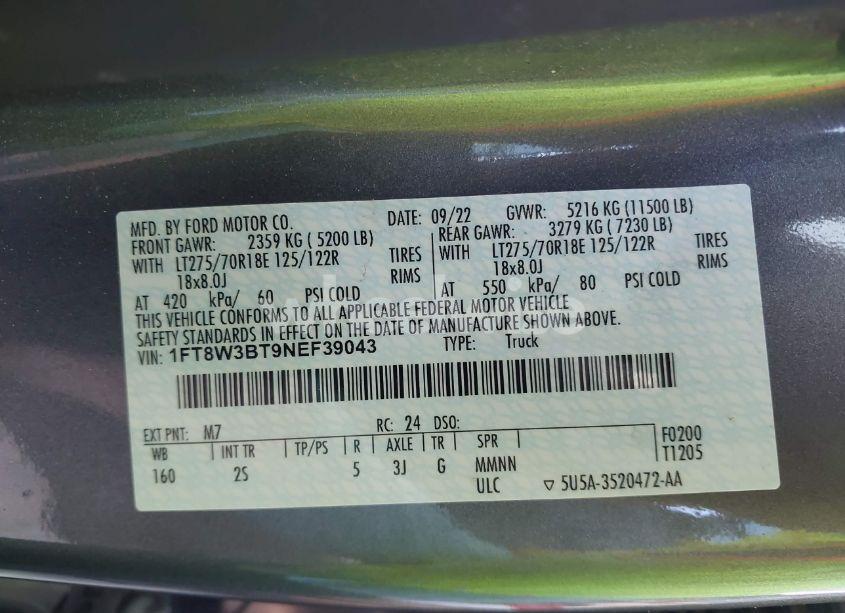 MFD. BY FORD MOTOR CO. DATE: 09/22 GVWR: 5216 KG (11500 LB)
FRONT GAWR: 2359 KG ( 5200 LB) REAR GAWR: 3279 KG ( 7230 LB)
WITH LT275/70R18E 125/122R TIRES WITH LT275/70R18E 125/122R TIRES
18x8.0J RIMS 18x8.0J RIMS
AT 420 kPa/ 60 PSI COLD AT 550 kPa/ 80 PSI COLD
THIS VEHICLE CONFORMS TO ALL APPLICABLE FEDERAL MOTOR VEHICLE
SAFETY STANDARDS IN EFFECT ON THE DATE OF MANUFACTURE SHOWN ABOVE.
VIN: 1FT8W3BT9NEF39043 TYPE: Truck
EXT PNT: M7 RC: 24 DSO:
WB INT TR TP/PS R AXLE TR SPR F0200
160 2S 5 3J G MMNN T1205
ULC ▽ 5U5A-3520472-AA